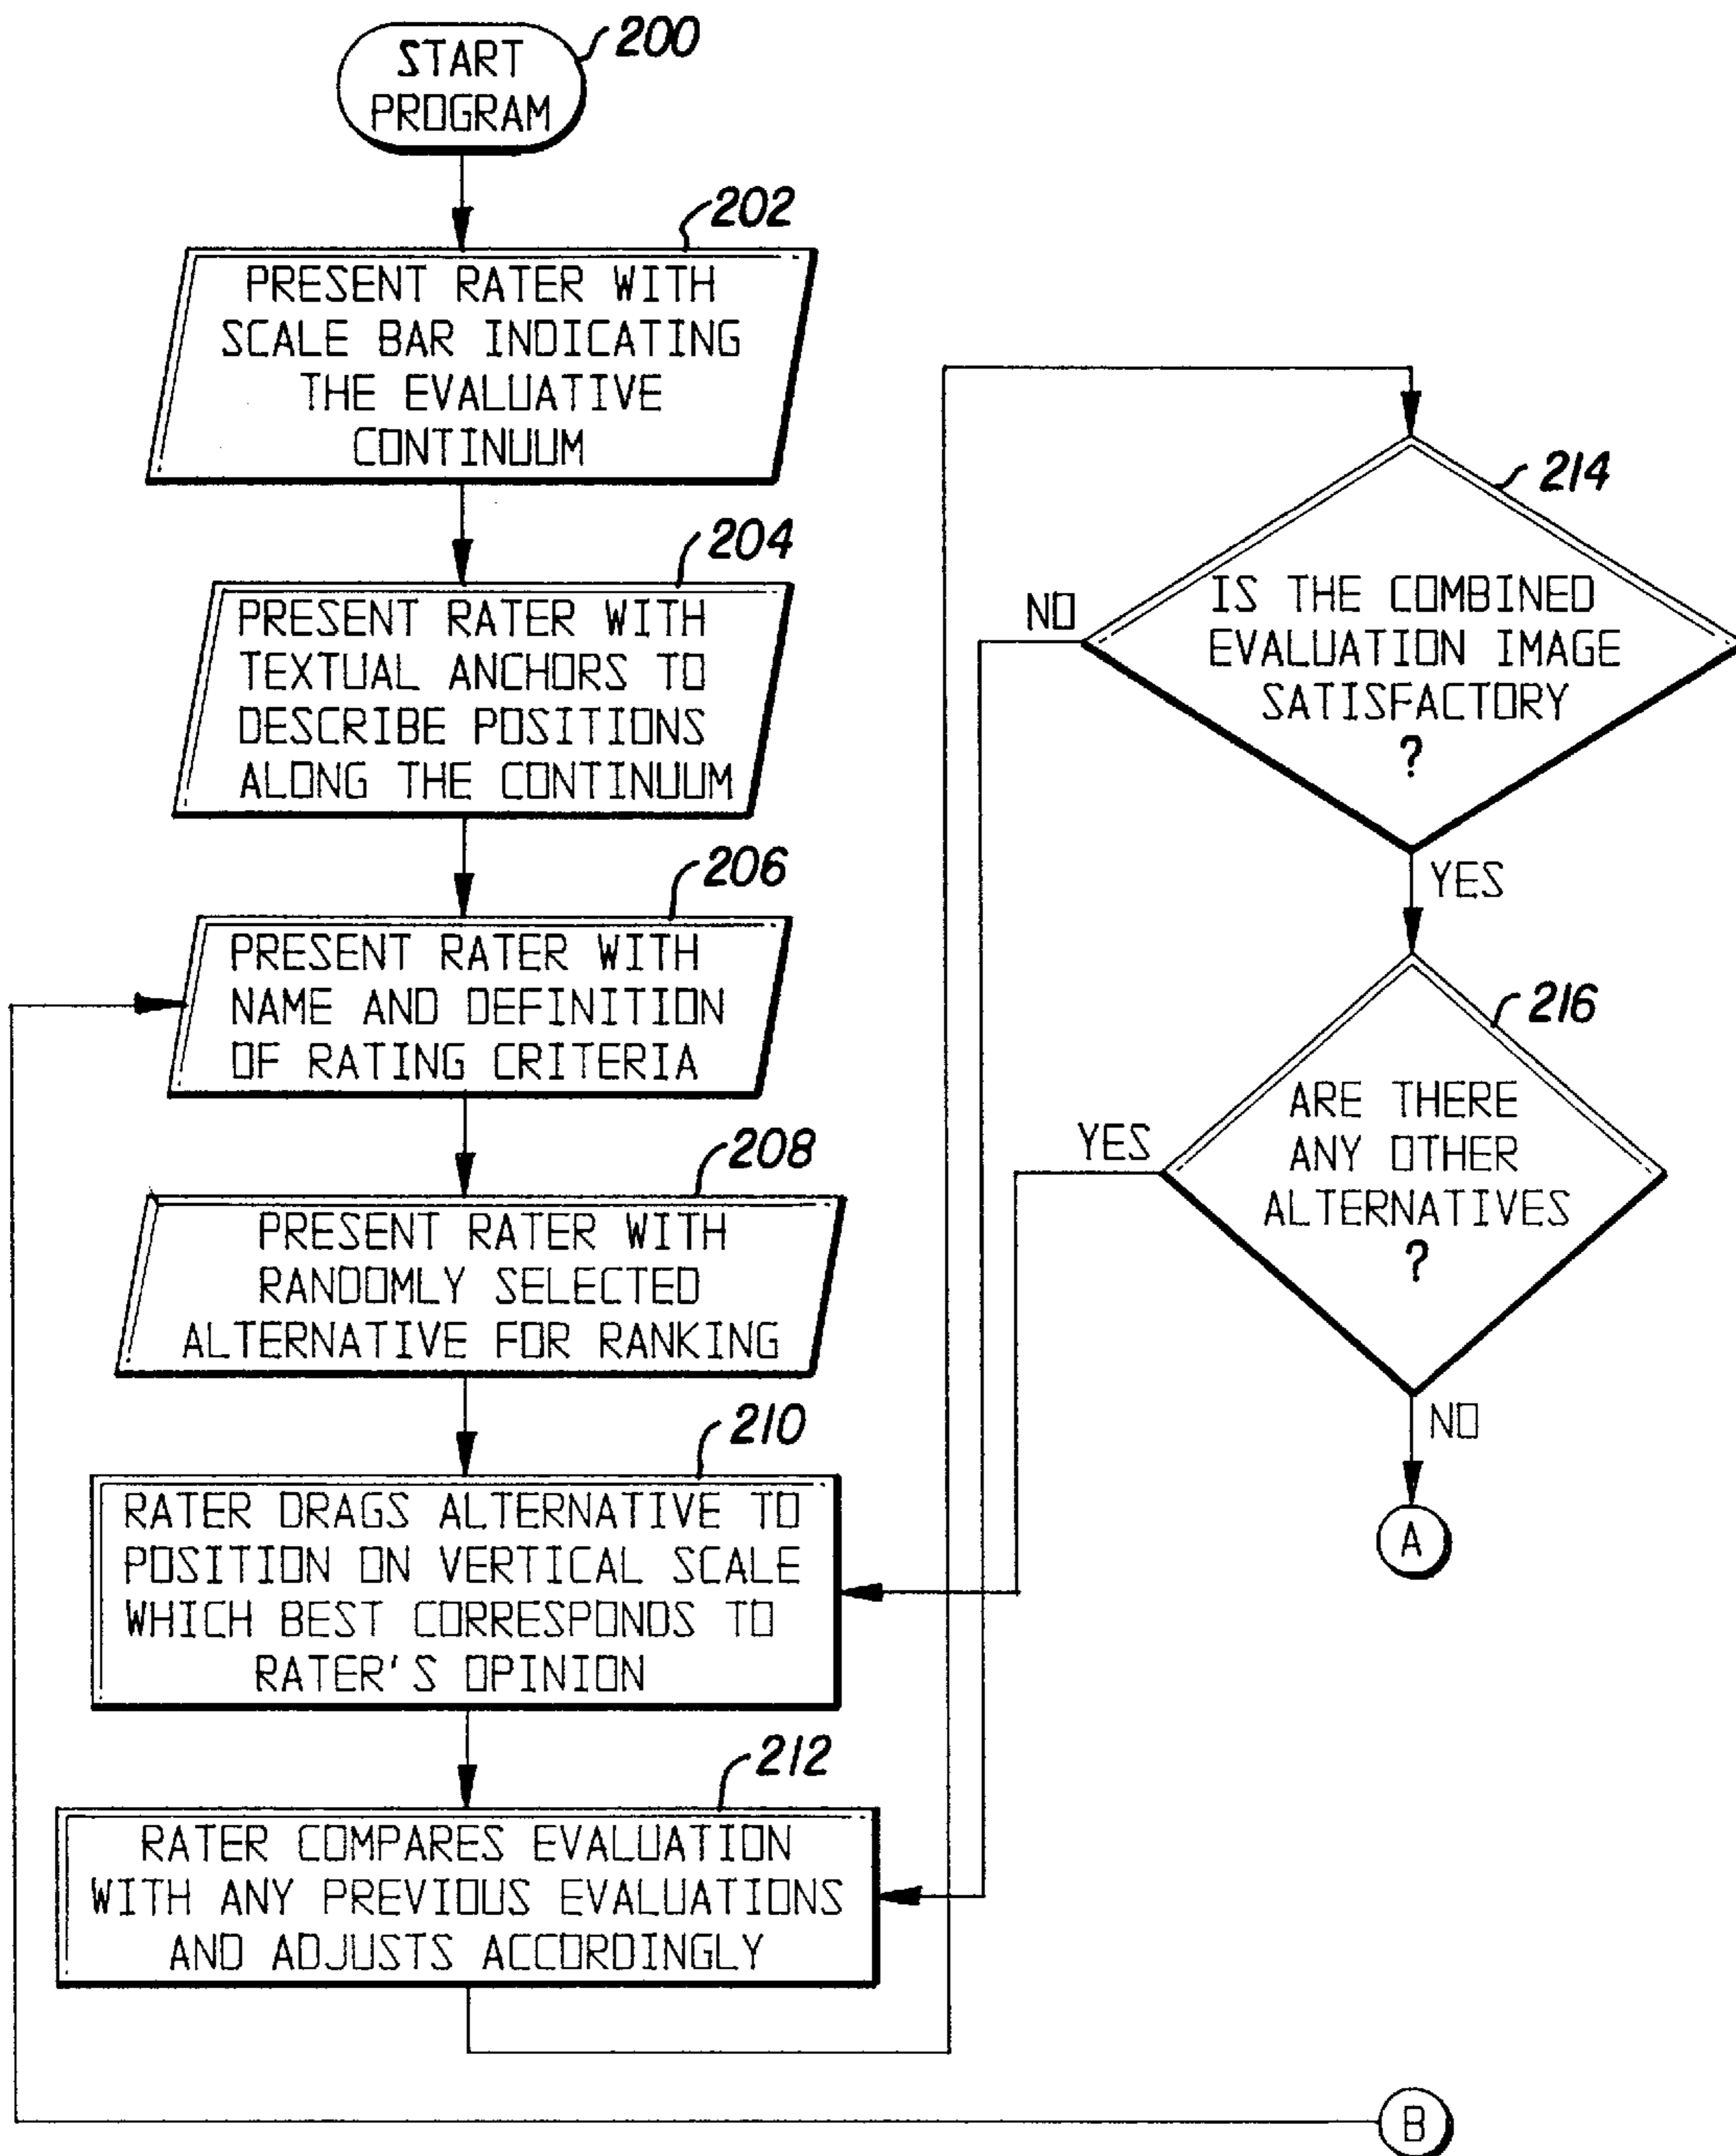 START
PROGRAM
200
202
PRESENT RATER WITH
SCALE BAR INDICATING
THE EVALUATIVE
CONTINUUM
204
PRESENT RATER WITH
TEXTUAL ANCHORS TO
DESCRIBE POSITIONS
ALONG THE CONTINUUM
206
PRESENT RATER WITH
NAME AND DEFINITION
OF RATING CRITERIA
208
PRESENT RATER WITH
RANDOMLY SELECTED
ALTERNATIVE FOR RANKING
210
RATER DRAGS ALTERNATIVE TO
POSITION ON VERTICAL SCALE
WHICH BEST CORRESPONDS TO
RATER'S OPINION
212
RATER COMPARES EVALUATION
WITH ANY PREVIOUS EVALUATIONS
AND ADJUSTS ACCORDINGLY
214
NO
IS THE COMBINED
EVALUATION IMAGE
SATISFACTORY
?
YES
216
YES
ARE THERE
ANY OTHER
ALTERNATIVES
?
NO
A
B